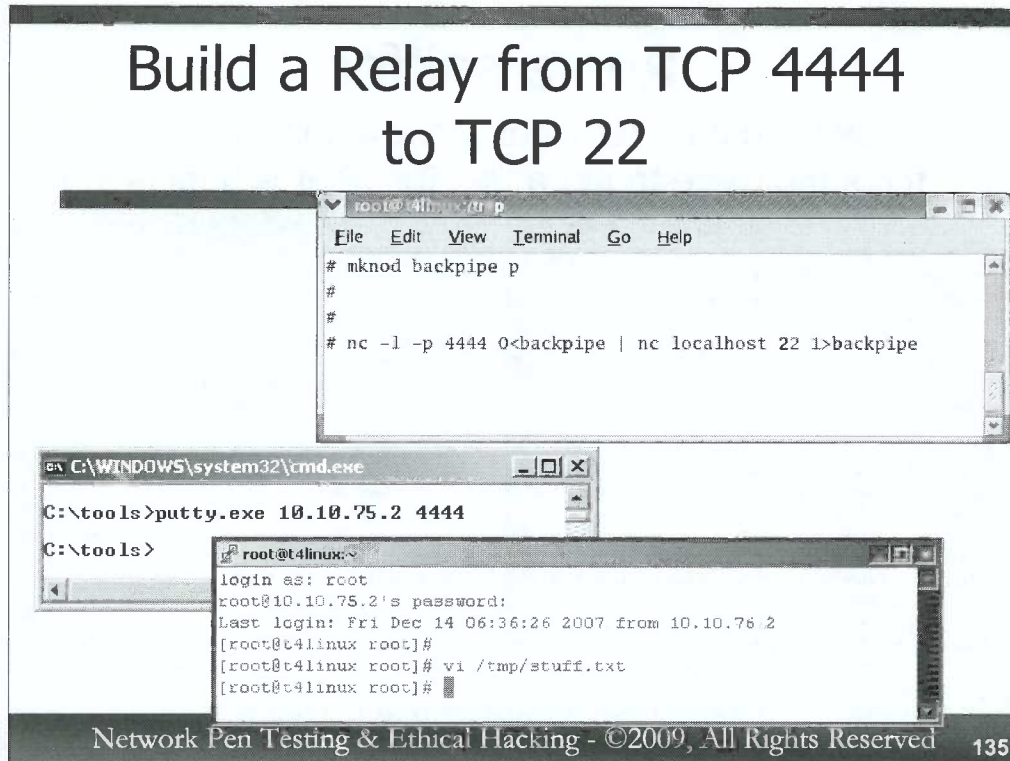 Build a Relay from TCP 4444
to TCP 22
File Edit View Terminal Go Help
# mknod backpipe p
#
#
# nc -l -p 4444 0<backpipe | nc localhost 22 1>backpipe
C:\WINDOWS\system32\cmd.exe
C:\tools>putty.exe 10.10.75.2 4444
C:\tools>
root@t4linux:~
login as: root
root@10.10.75.2's password:
Last login: Fri Dec 14 06:36:26 2007 from 10.10.76.2
[root@t4linux root]#
[root@t4linux root]# vi /tmp/stuff.txt
[root@t4linux root]#
Network Pen Testing & Ethical Hacking - ©2009, All Rights Reserved 135